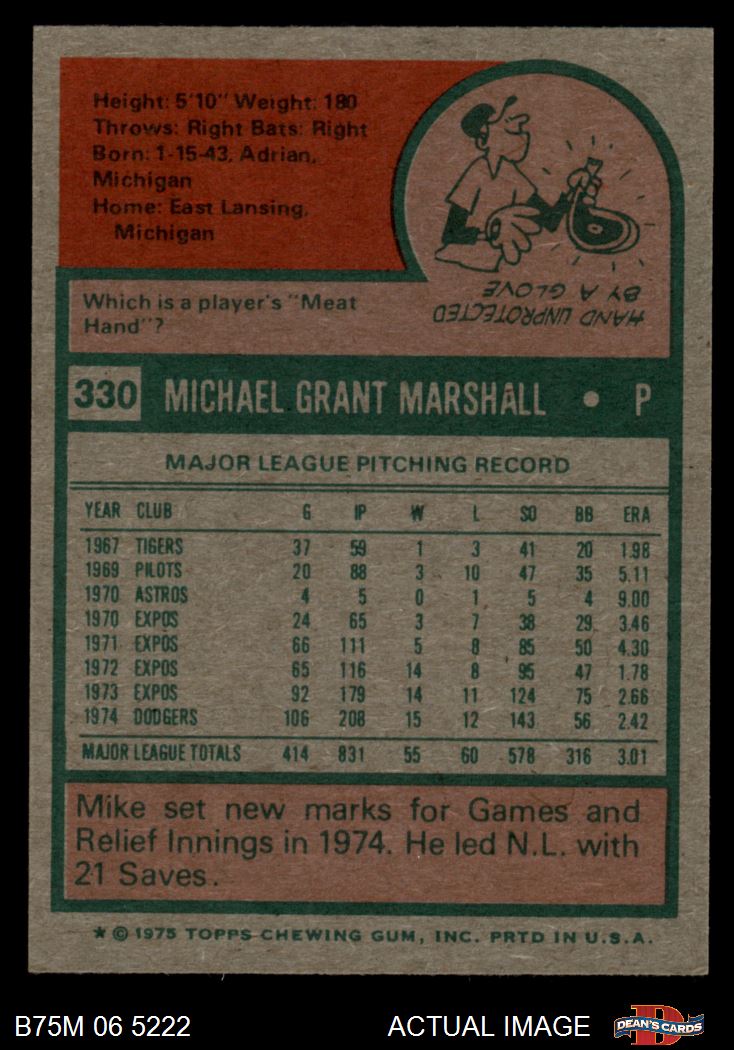 Height: 5'10" Weight: 180
Throws: Right Bats: Right
Born: 1-15-43, Adrian,
Michigan
Home: East Lansing,
Michigan
Which is a player's "Meat
Hand"?
HAND UNPROTECTED
BY A GLOVE
330 MICHAEL GRANT MARSHALL • P
MAJOR LEAGUE PITCHING RECORD
YEAR CLUB G IP W L SO BB ERA
1967 TIGERS 37 59 1 3 41 20 1.98
1969 PILOTS 20 88 3 10 47 35 5.11
1970 ASTROS 4 5 0 1 5 4 9.00
1970 EXPOS 24 65 3 7 38 29 3.46
1971 EXPOS 66 111 5 8 85 50 4.30
1972 EXPOS 65 116 14 8 95 47 1.78
1973 EXPOS 92 179 14 11 124 75 2.66
1974 DODGERS 106 208 15 12 143 56 2.42
MAJOR LEAGUE TOTALS 414 831 55 60 578 316 3.01
Mike set new marks for Games and
Relief Innings in 1974. He led N.L. with
21 Saves.
★ © 1975 TOPPS CHEWING GUM, INC. PRTD IN U.S.A.
B75M 06 5222 ACTUAL IMAGE
D
DEAN'S CARDS